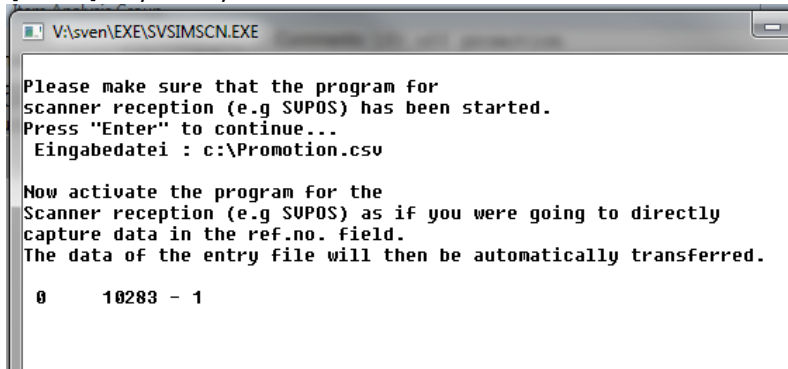 V:\sven\EXE\SVSIMSCN.EXE
Please make sure that the program for
scanner reception (e.g SVPOS) has been started.
Press "Enter" to continue...
Eingabedatei : c:\Promotion.csv
Now activate the program for the
Scanner reception (e.g SVPOS) as if you were going to directly
capture data in the ref.no. field.
The data of the entry file will then be automatically transferred.
0 10283 - 1